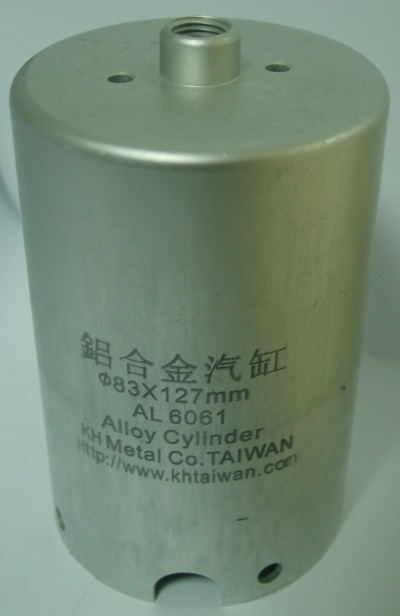 鋁合金汽缸
Φ83X127mm
AL 6061
Alloy Cylinder
KH Metal Co.TAIWAN
Http://www.khtaiwan.com